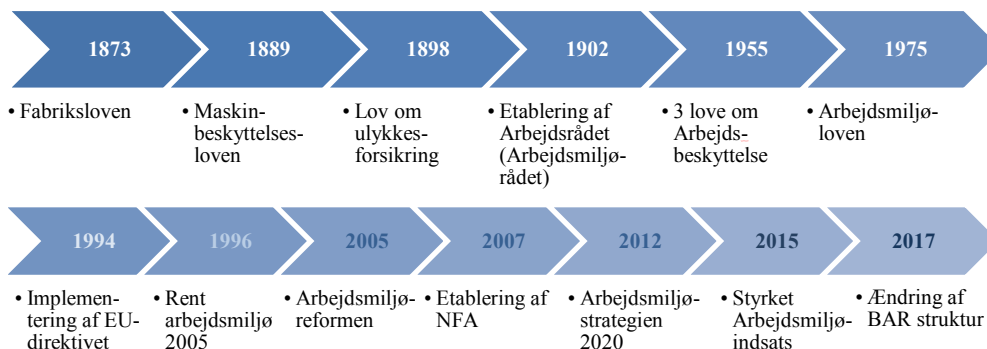 1873 1889 1898 1902 1955 1975
• Fabriksloven
• Maskin-
beskyttelses-
loven
• Lov om
ulykkes-
forsikring
• Etablering af
Arbejdsrådet
(Arbejdsmiljø-
rådet)
• 3 love om
Arbejds-
beskyttelse
• Arbejdsmiljø-
loven
1994 1996 2005 2007 2012 2015 2017
• Implemen-
tering af EU-
direktivet
• Rent
arbejdsmiljø
2005
• Arbejdsmiljø-
reformen
• Etablering af
NFA
• Arbejdsmiljø-
strategien
2020
• Styrket
Arbejdsmiljø-
indsats
• Ændring af
BAR struktur